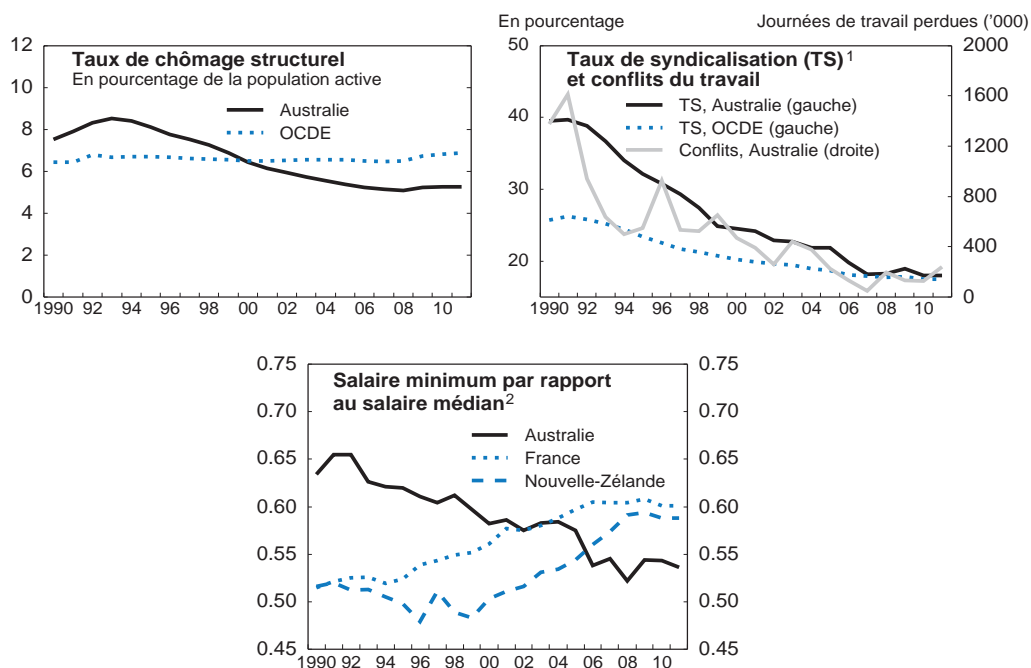 En pourcentage
Journées de travail perdues ('000)
12
10
8
6
4
2
0
Taux de chômage structurel
En pourcentage de la population active
Australie
OCDE
1990 92 94 96 98 00 02 04 06 08 10
50
40
30
20
Taux de syndicalisation (TS)1
et conflits du travail
TS, Australie (gauche)
TS, OCDE (gauche)
Conflits, Australie (droite)
2000
1600
1200
800
400
0
1990 92 94 96 98 00 02 04 06 08 10
0.75
0.70
0.65
0.60
0.55
0.50
0.45
Salaire minimum par rapport
au salaire médian2
Australie
France
Nouvelle-Zélande
0.75
0.70
0.65
0.60
0.55
0.50
0.45
1990 92 94 96 98 00 02 04 06 08 10